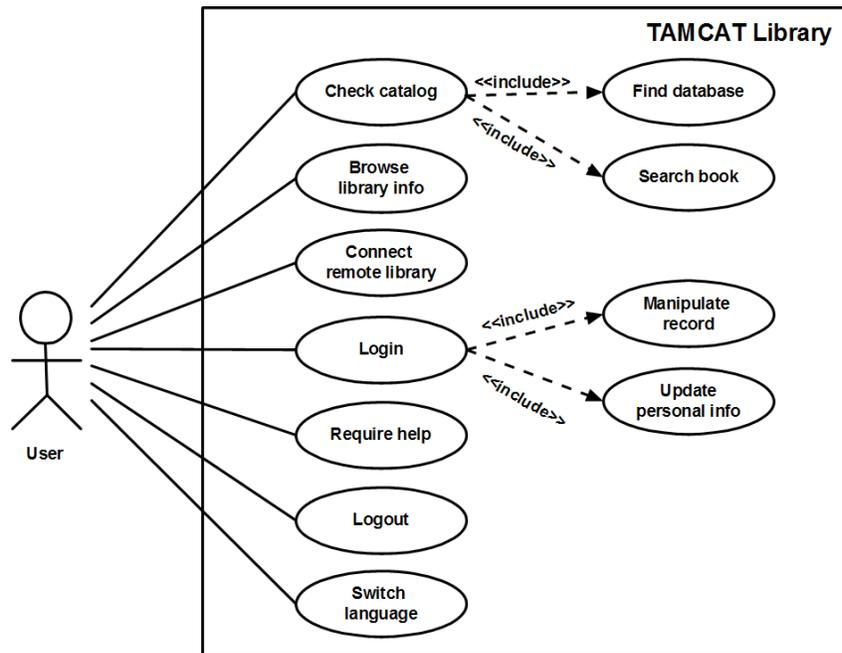 TAMCAT Library
Check catalog
<<include>>
Find database
<<include>>
Search book
Browse
library info
Connect
remote library
Login
<<include>>
Manipulate
record
<<include>>
Update
personal info
User
Require help
Logout
Switch
language